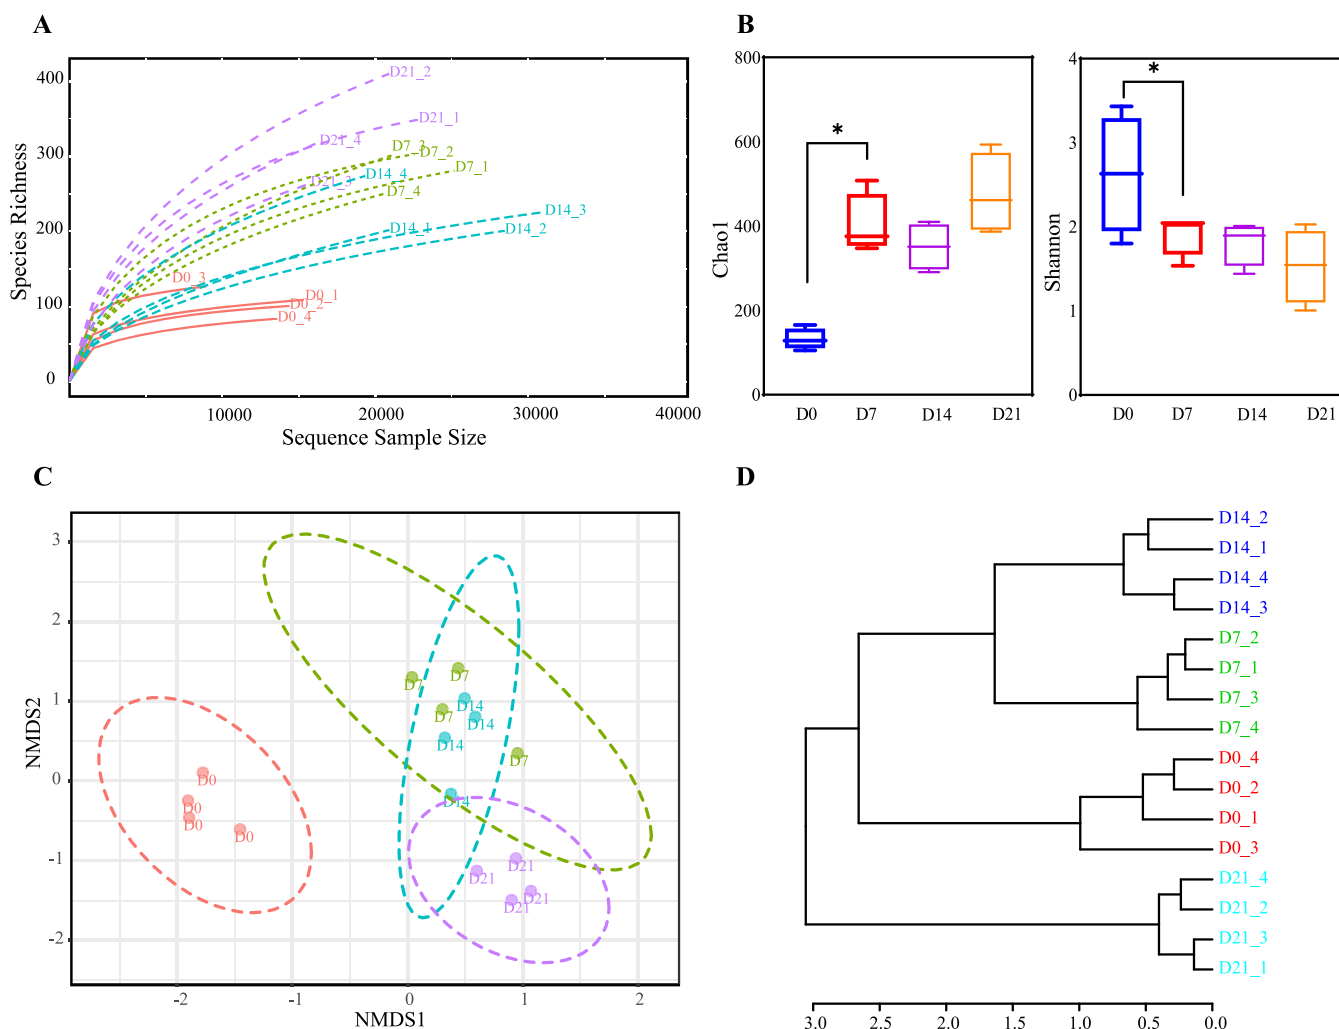 A
Species Richness
400
300
200
100
0
D21_2
D21_1
D21_4
D7_3
D7_2
D7_1
D14_4
D21_3
D7_4
D14_3
D14_1
D14_2
D0_3
D0_1
D0_2
D0_4
10000
20000
30000
40000
Sequence Sample Size
B
Chao1
800
600
400
200
0
*
D0
D7
D14
D21
Shannon
4
3
2
1
0
*
D0
D7
D14
D21
C
NMDS2
3
2
1
0
-1
-2
D7
D7
D14
D7
D14
D14
D7
D14
D0
D0
D0
D0
D21
D21
D21
D21
-2
-1
0
1
2
NMDS1
D
D14_2
D14_1
D14_4
D14_3
D7_2
D7_1
D7_3
D7_4
D0_4
D0_2
D0_1
D0_3
D21_4
D21_2
D21_3
D21_1
3.0
2.5
2.0
1.5
1.0
0.5
0.0